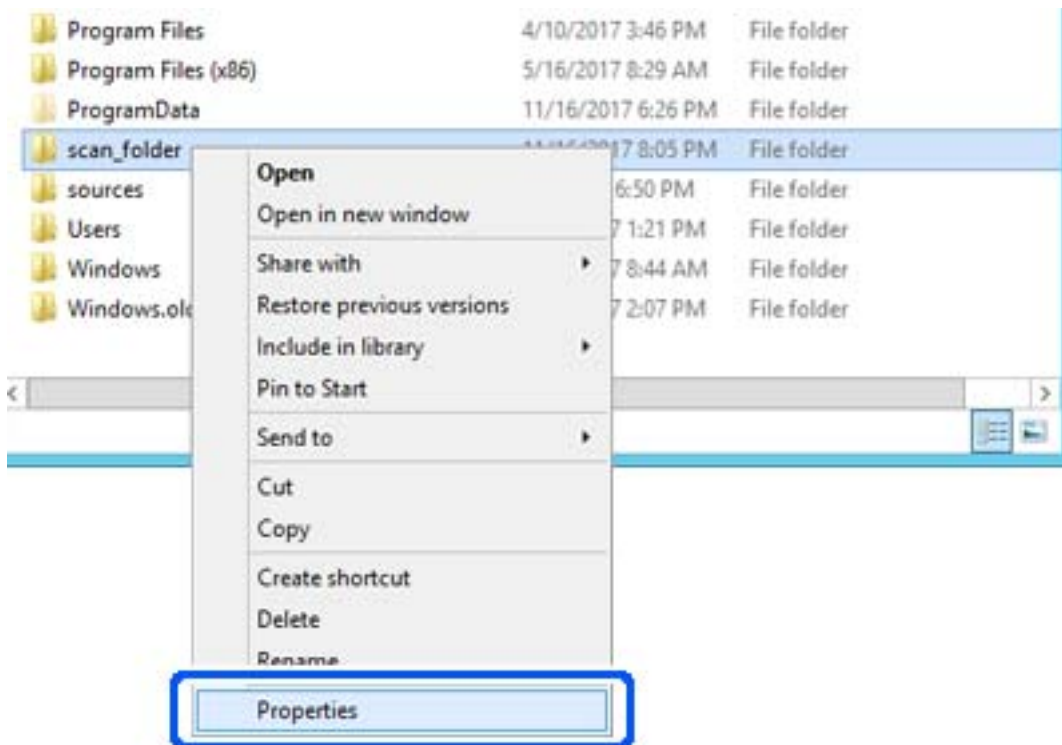 Program Files 4/10/2017 3:46 PM File folder
Program Files (x86) 5/16/2017 8:29 AM File folder
ProgramData 11/16/2017 6:26 PM File folder
scan_folder 17 8:05 PM File folder
sources 6:50 PM File folder
Users 7 1:21 PM File folder
Windows 7 8:44 AM File folder
Windows.old 7 2:07 PM File folder
Open
Open in new window
Share with
Restore previous versions
Include in library
Pin to Start
Send to
Cut
Copy
Create shortcut
Delete
Rename
Properties